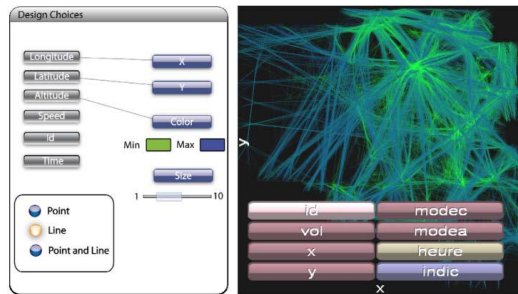 Design Choices
Longitude
Latitude
Altitude
Speed
Id
Time
X
Y
Color
Min Max
Size
1 10
Point
Line
Point and Line
y
id modec
vol modea
x heure
y indic
x